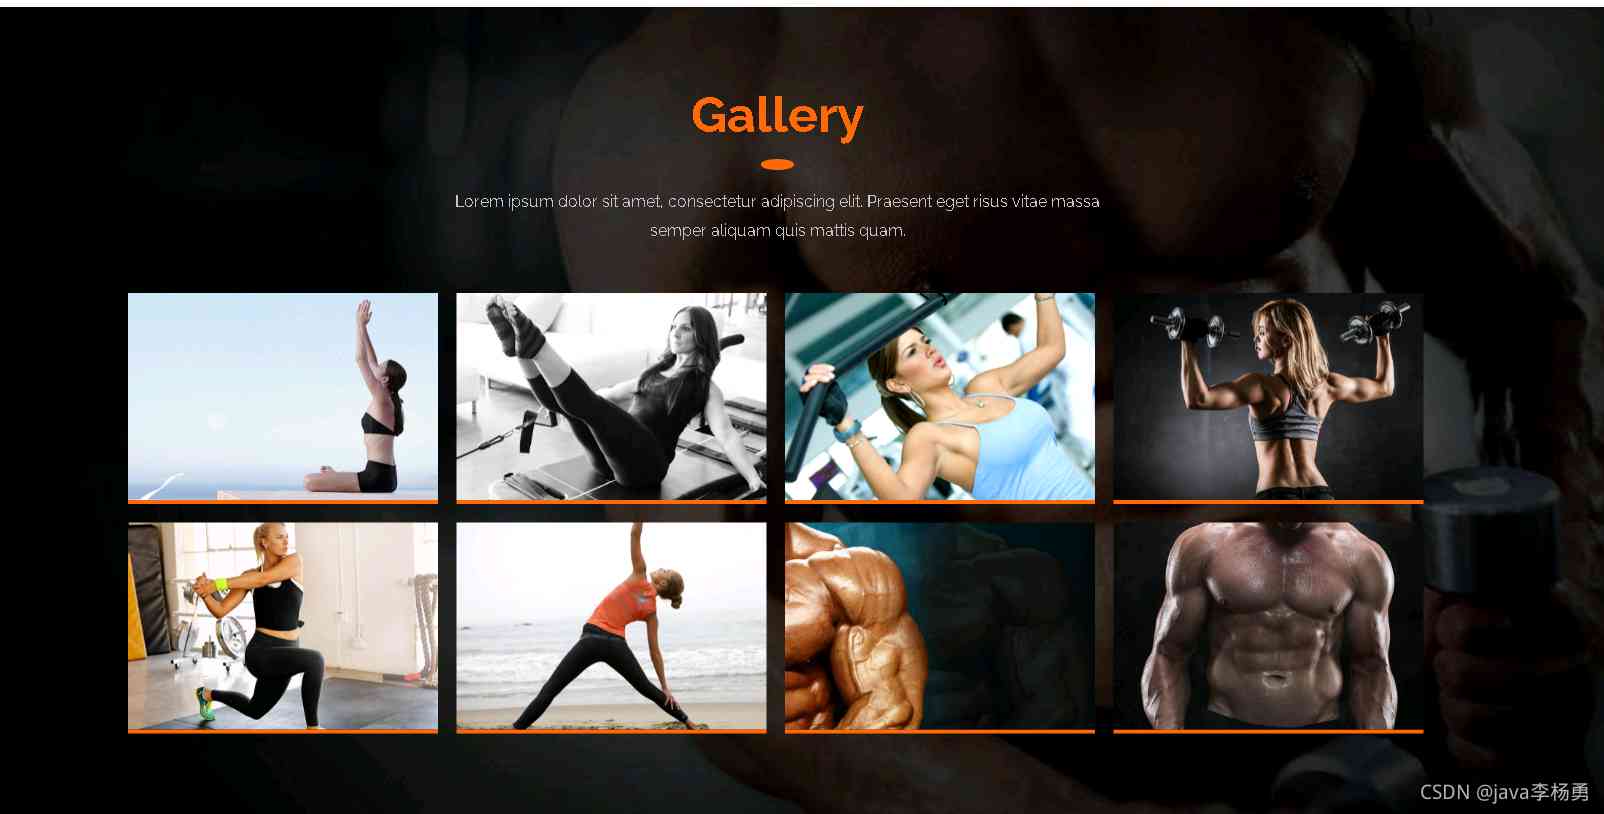 Gallery
Lorem ipsum dolor sit amet, consectetur adipiscing elit. Praesent eget risus vitae massa
semper aliquam quis mattis quam.
CSDN @java李杨勇